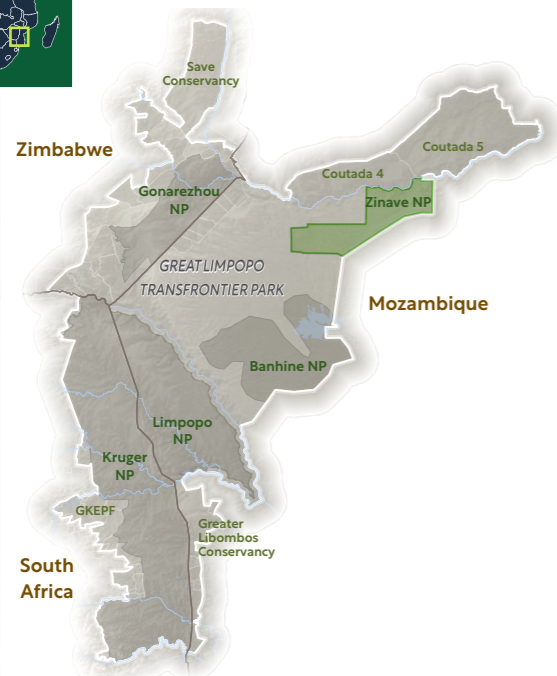 Save
Conservancy
Zimbabwe
Coutada 5
Coutada 4
Gonarezhou
NP
Zinave NP
GREAT LIMPOPO
TRANSFRONTIER PARK
Mozambique
Banhine NP
Limpopo
NP
Kruger
NP
GKEPF
Greater
Libombos
Conservancy
South
Africa